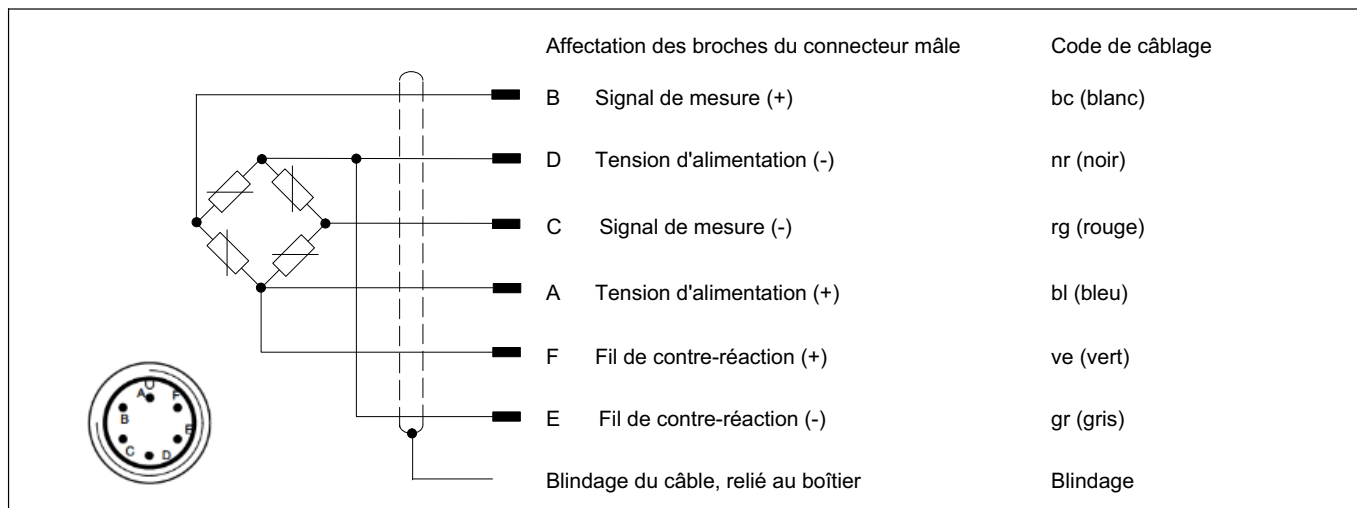 Affectation des broches du connecteur mâle Code de câblage
B Signal de mesure (+) bc (blanc)
D Tension d'alimentation (-) nr (noir)
C Signal de mesure (-) rg (rouge)
A Tension d'alimentation (+) bl (bleu)
F Fil de contre-réaction (+) ve (vert)
E Fil de contre-réaction (-) gr (gris)
Blindage du câble, relié au boîtier Blindage
A F
B E
C D